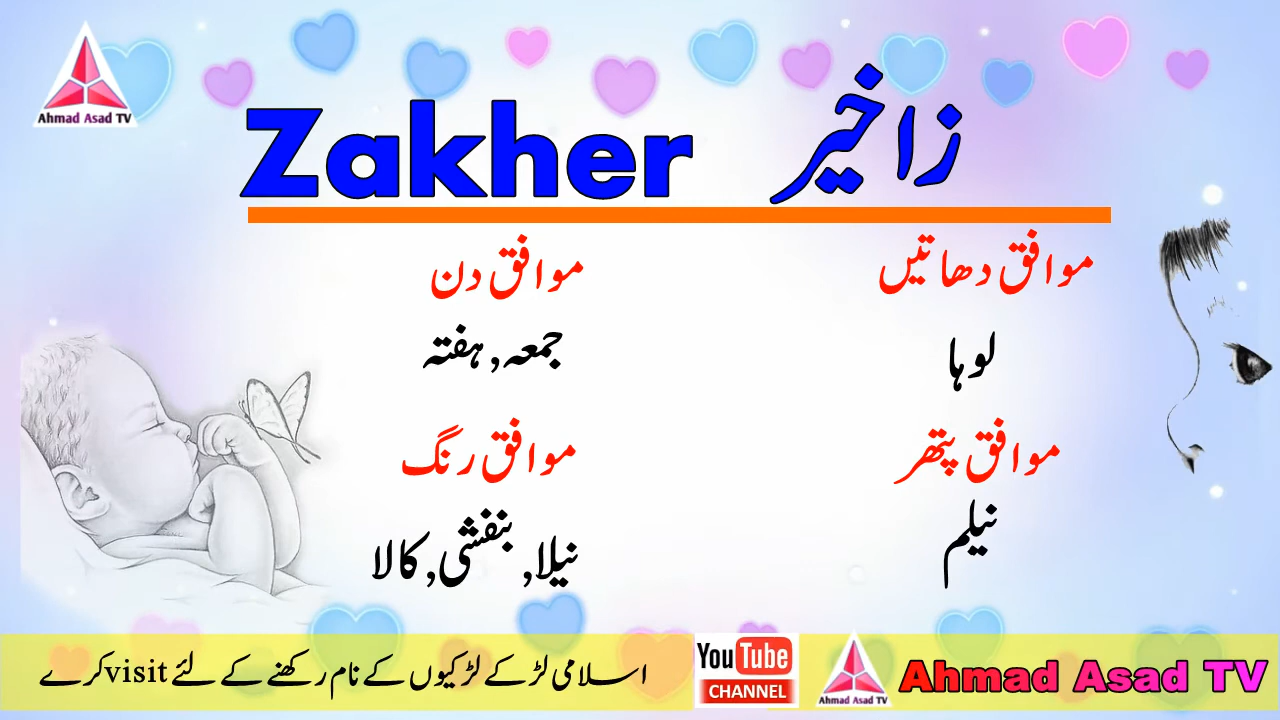 Ahmad Asad TV
Zakher زاخیر
موافق دھاتیں
موافق دن
لوہا
جمعہ, ہفتہ
موافق پتھر
موافق رنگ
نیلم
نیلا, بنفشی, کالا
اسلامی لڑکے لڑکیوں کے نام رکھنے کے لئے visit کرے
YouTube
CHANNEL
Ahmad Asad TV
Ahmad Asad TV